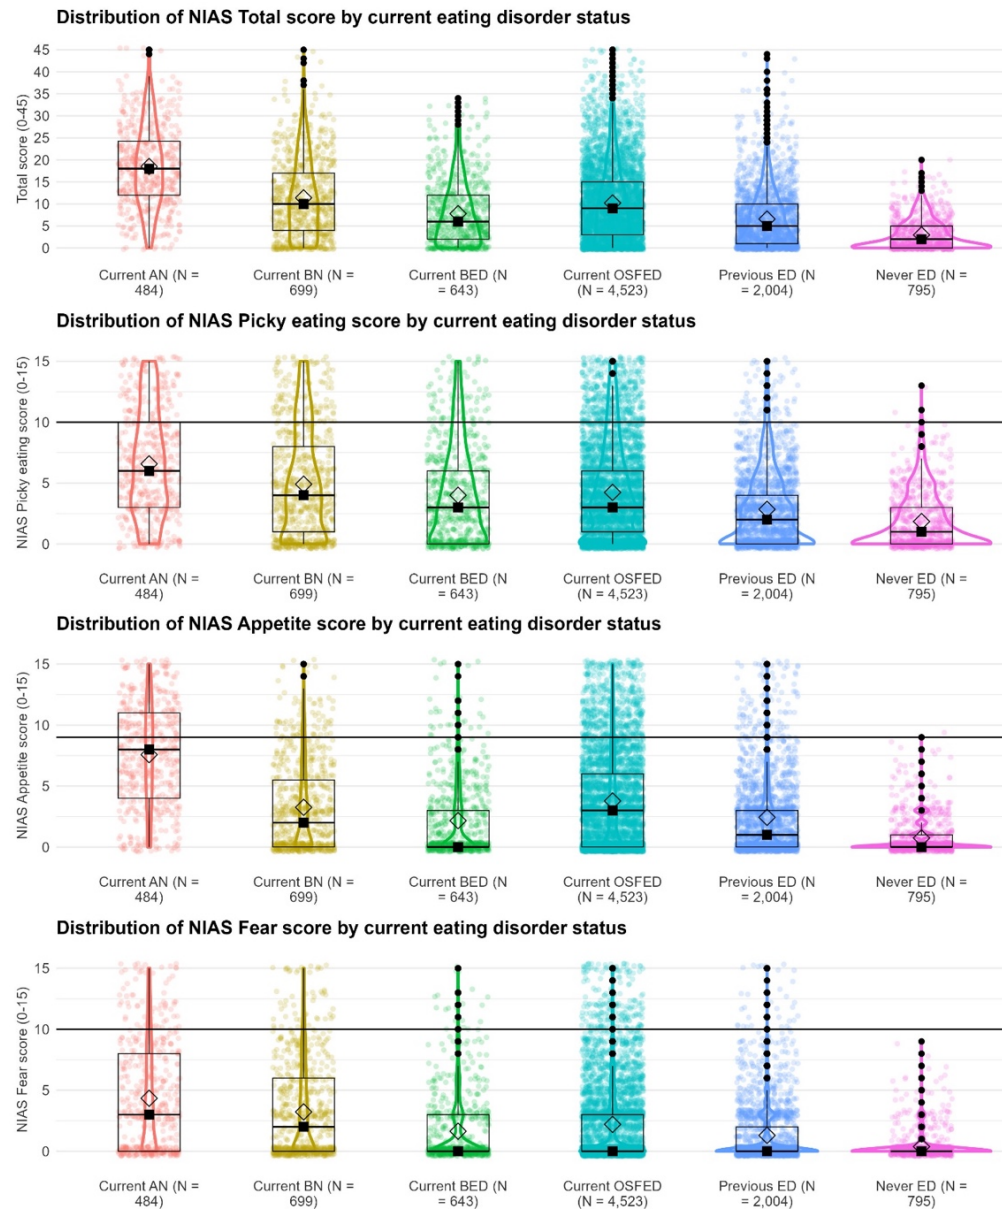 Distribution of NIAS Total score by current eating disorder status
Total score (0-45)
45
40
35
30
25
20
15
10
5
0
Current AN (N =
484)
Current BN (N =
699)
Current BED (N
= 643)
Current OSFED
(N = 4,523)
Previous ED (N
= 2,004)
Never ED (N =
795)
Distribution of NIAS Picky eating score by current eating disorder status
NIAS Picky eating score (0-15)
15
10
5
0
Current AN (N =
484)
Current BN (N =
699)
Current BED (N
= 643)
Current OSFED
(N = 4,523)
Previous ED (N
= 2,004)
Never ED (N =
795)
Distribution of NIAS Appetite score by current eating disorder status
NIAS Appetite score (0-15)
15
10
5
0
Current AN (N =
484)
Current BN (N =
699)
Current BED (N
= 643)
Current OSFED
(N = 4,523)
Previous ED (N
= 2,004)
Never ED (N =
795)
Distribution of NIAS Fear score by current eating disorder status
NIAS Fear score (0-15)
15
10
5
0
Current AN (N =
484)
Current BN (N =
699)
Current BED (N
= 643)
Current OSFED
(N = 4,523)
Previous ED (N
= 2,004)
Never ED (N =
795)